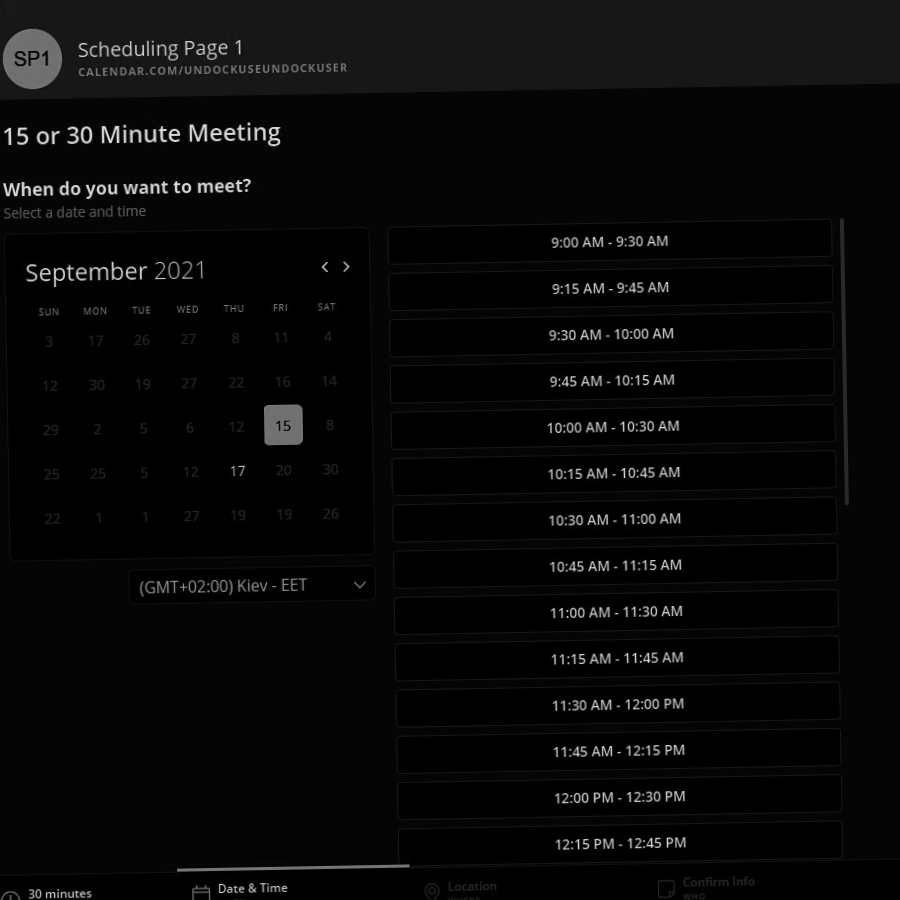 SP1
Scheduling Page 1
CALENDAR.COM/UNDOCKUSEUNDOCKUSER
15 or 30 Minute Meeting
When do you want to meet?
Select a date and time
September 2021
SUN MON TUE WED THU FRI SAT
3 17 26 27 8 11 4
12 30 19 27 22 16 14
29 2 5 6 12 15 8
25 25 5 12 17 20 30
22 1 1 27 19 19 26
(GMT+02:00) Kiev - EET
9:00 AM - 9:30 AM
9:15 AM - 9:45 AM
9:30 AM - 10:00 AM
9:45 AM - 10:15 AM
10:00 AM - 10:30 AM
10:15 AM - 10:45 AM
10:30 AM - 11:00 AM
10:45 AM - 11:15 AM
11:00 AM - 11:30 AM
11:15 AM - 11:45 AM
11:30 AM - 12:00 PM
11:45 AM - 12:15 PM
12:00 PM - 12:30 PM
12:15 PM - 12:45 PM
30 minutes
Date & Time
Location
Confirm Info
WHO